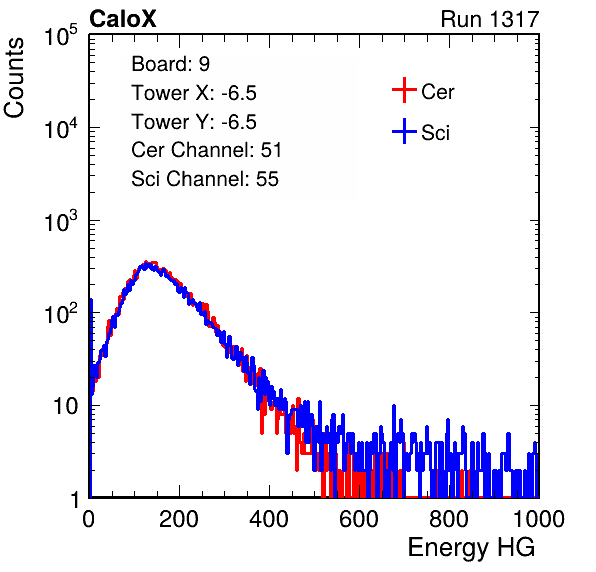 CaloX Run 1317
Counts
Board: 9
Tower X: -6.5
Tower Y: -6.5
Cer Channel: 51
Sci Channel: 55
Cer
Sci
10^5
10^4
10^3
10^2
10
1
0 200 400 600 800 1000
Energy HG